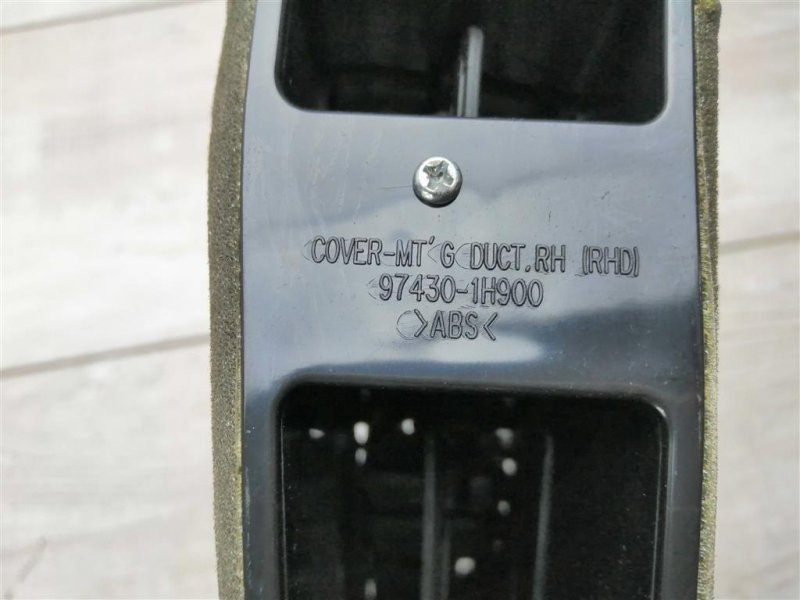 COVER-MT'G DUCT.RH (RHD)
97430-1H900
>ABS<